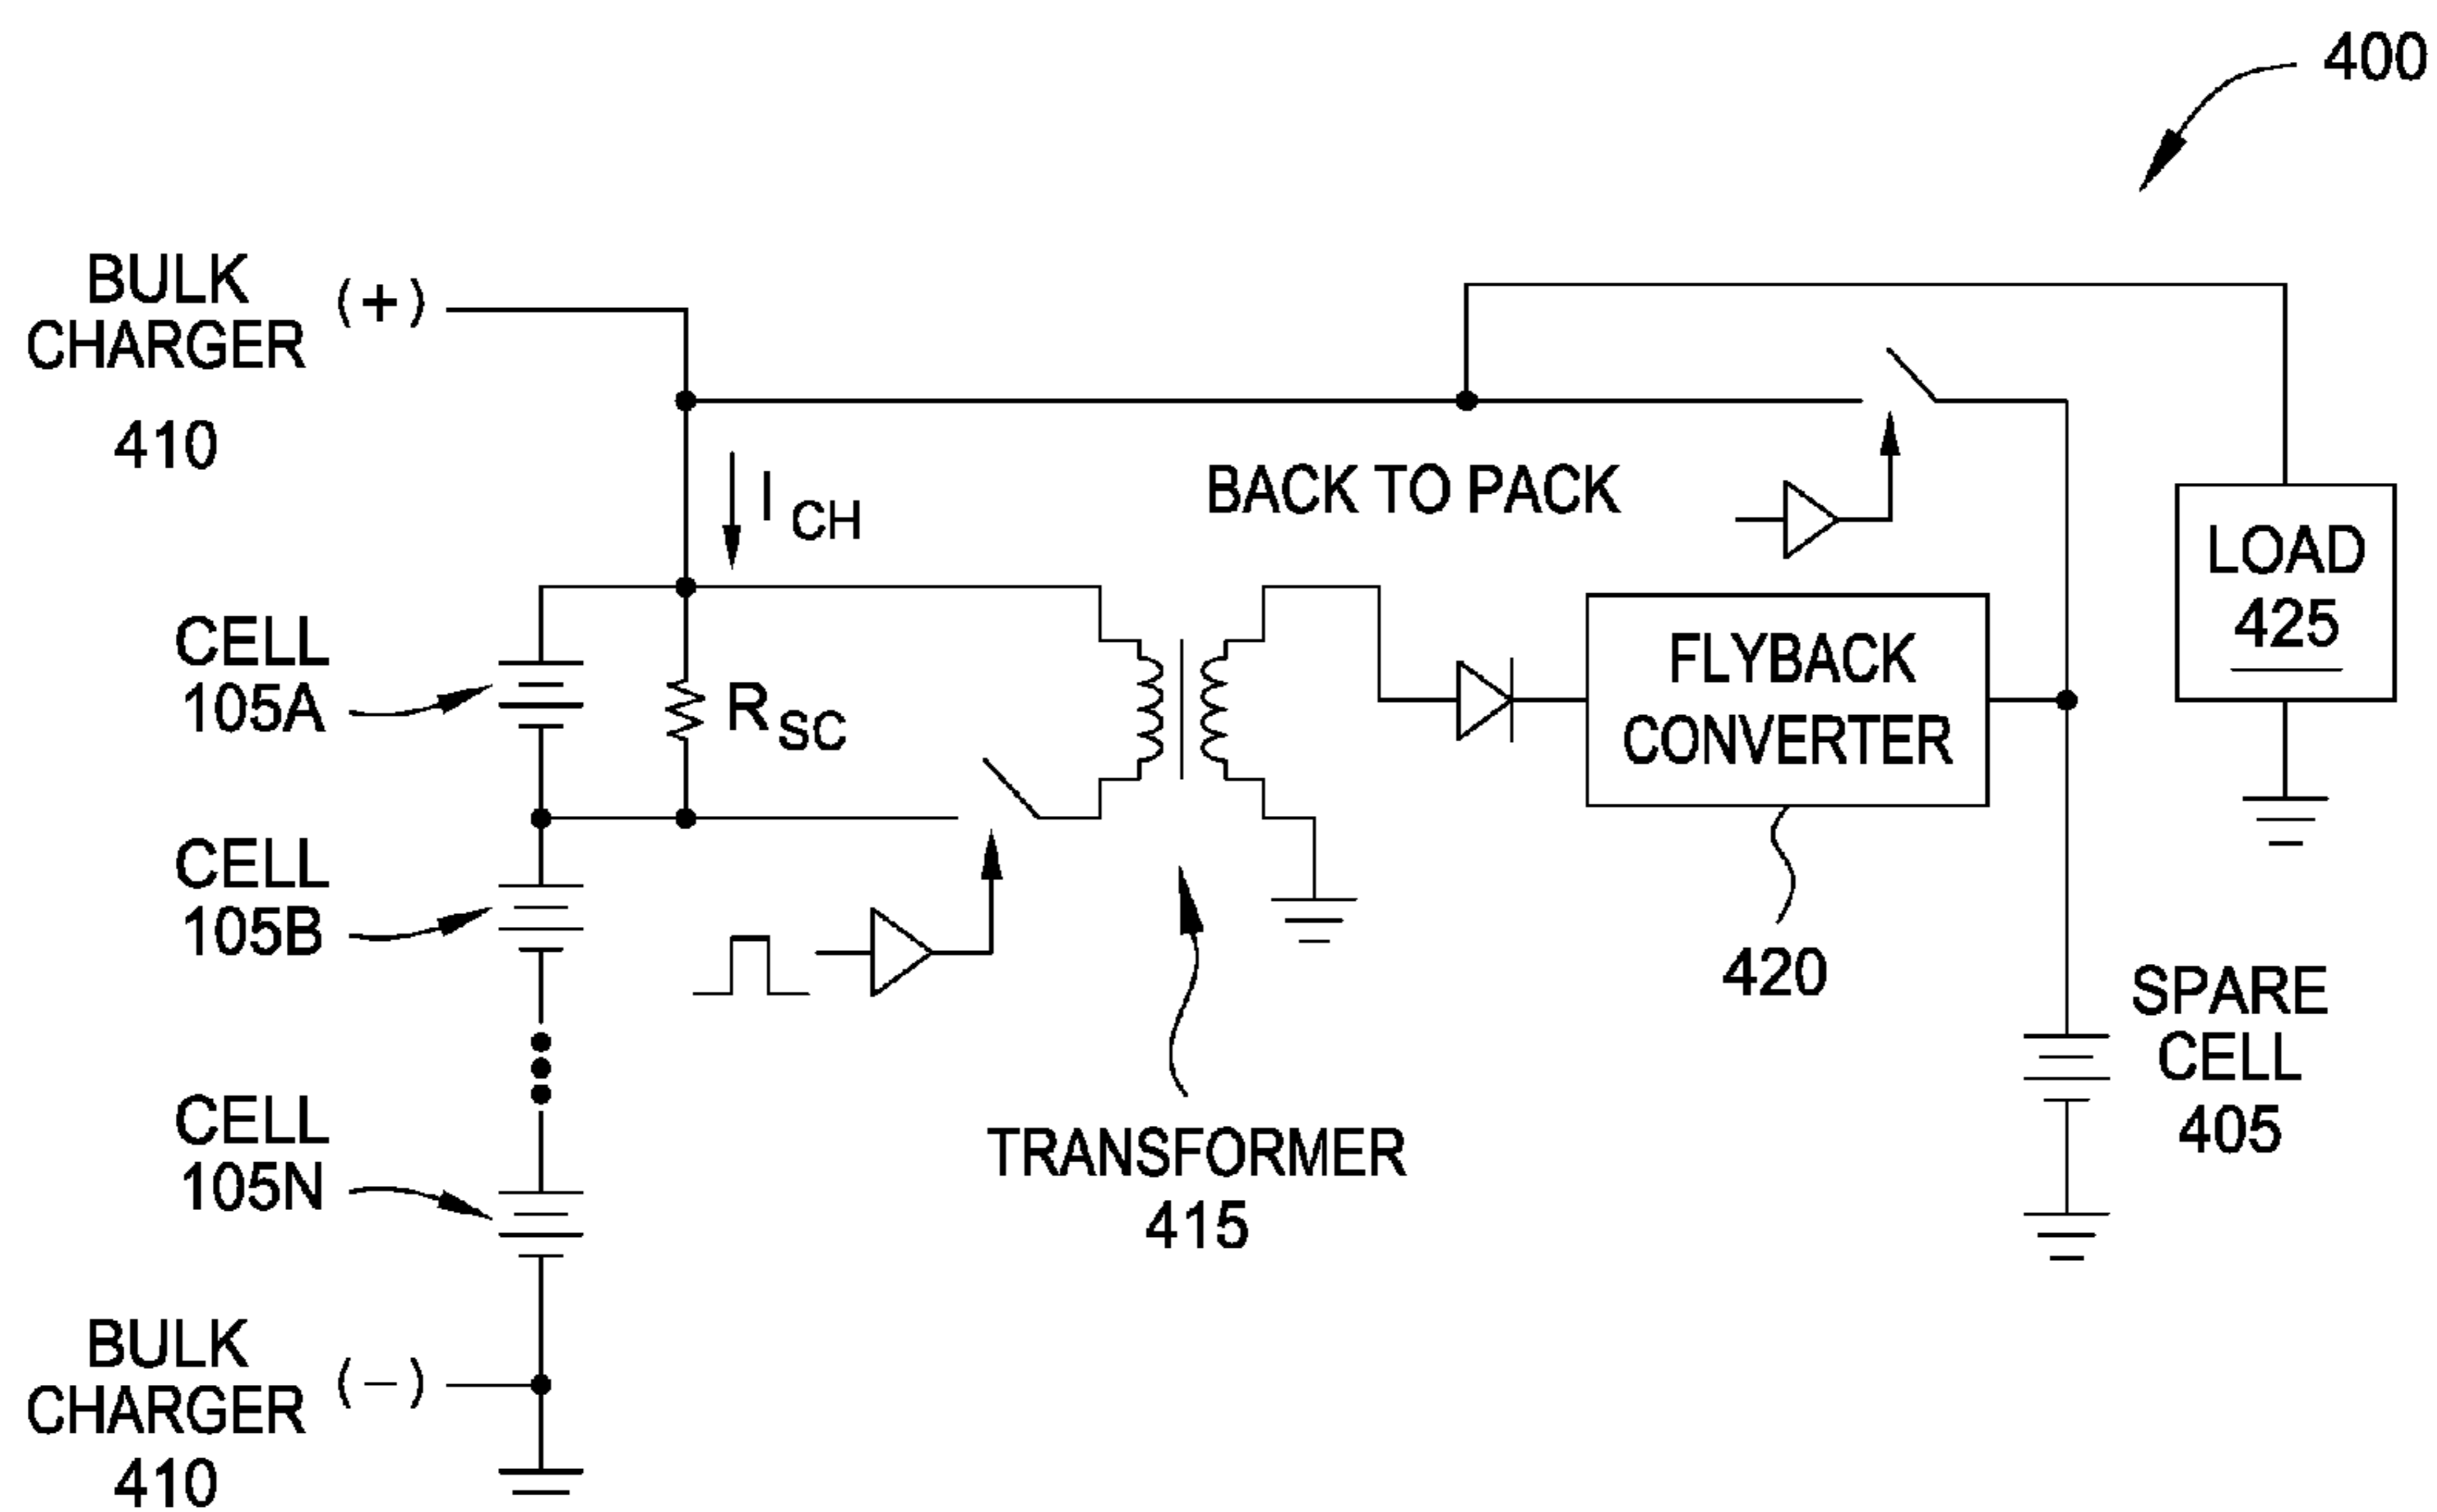 400
BULK
CHARGER
410
(+)
I CH
BACK TO PACK
LOAD
425
CELL
105A
R SC
FLYBACK
CONVERTER
420
CELL
105B
SPARE
CELL
405
CELL
105N
TRANSFORMER
415
BULK
CHARGER
410
(−)